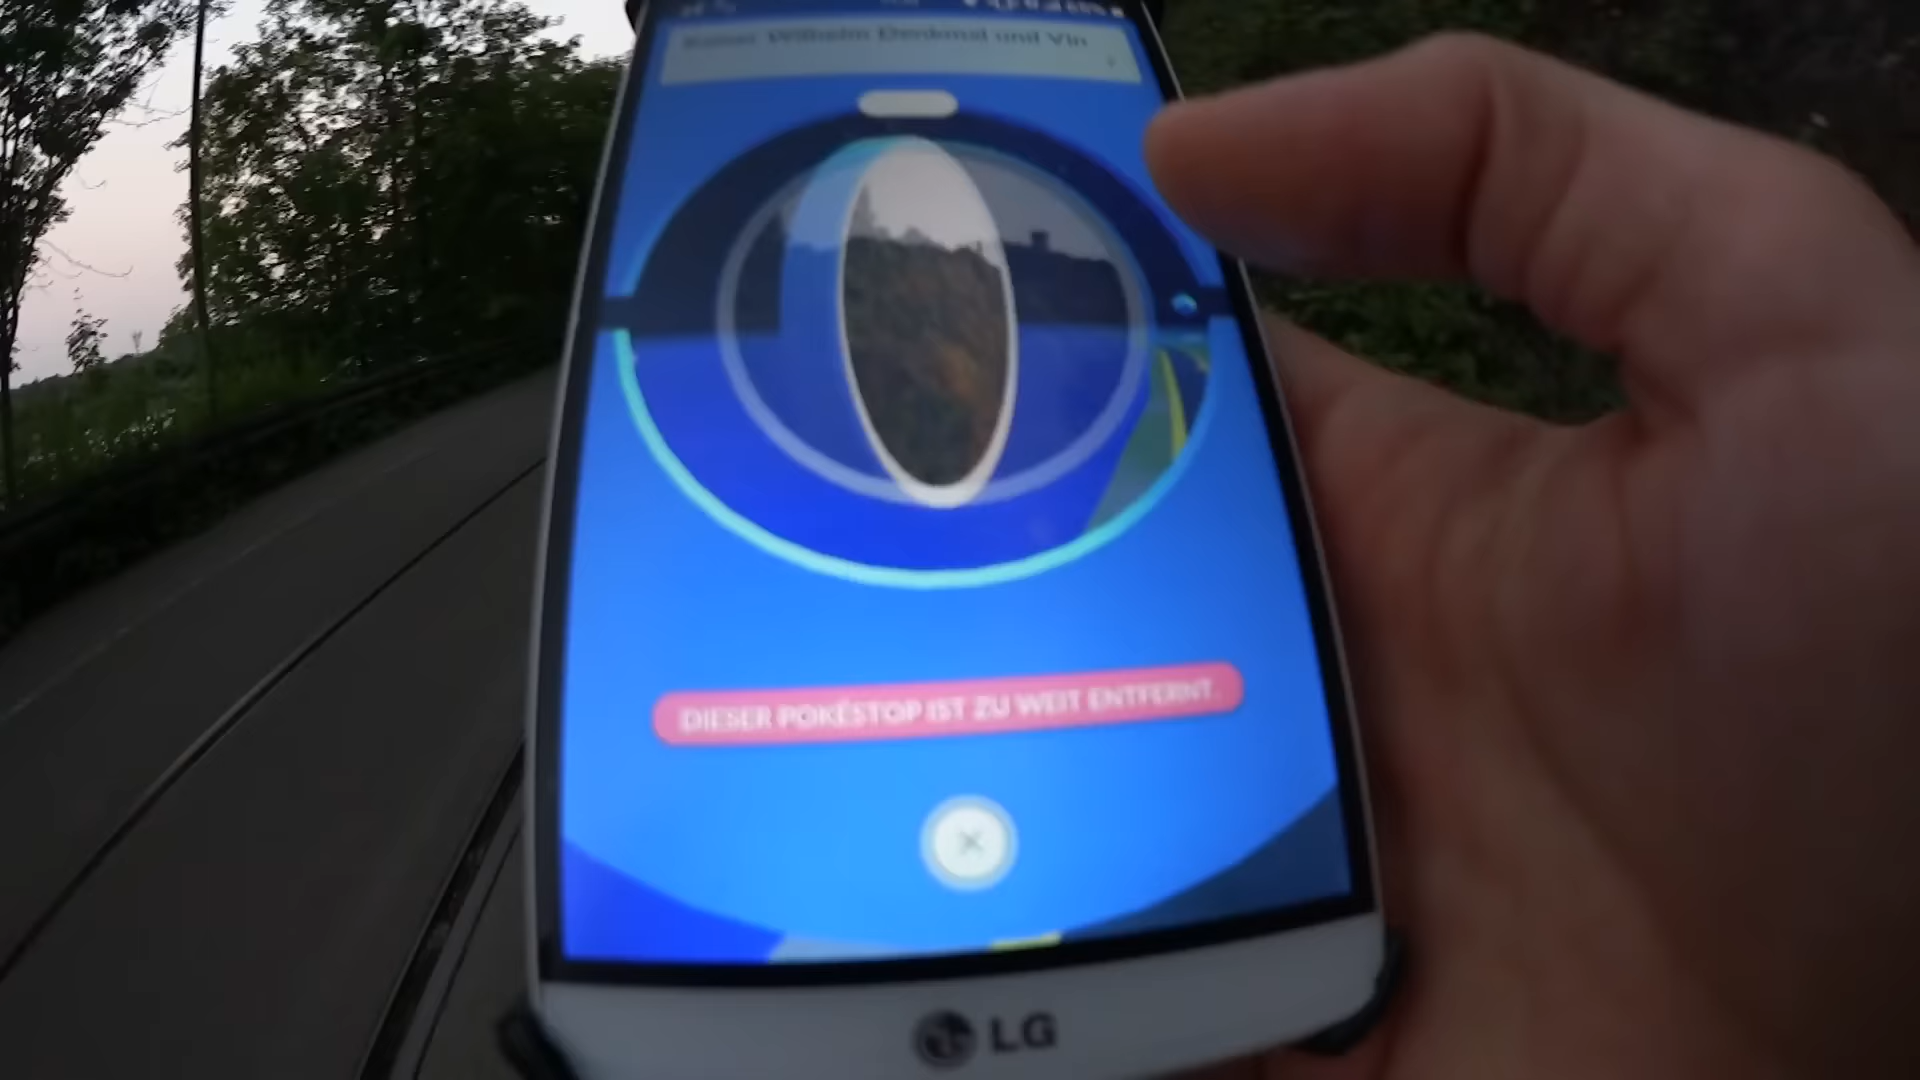 Kaiser Wilhelm Denkmal und Vin
DIESER POKÉSTOP IST ZU WEIT ENTFERNT.
LG